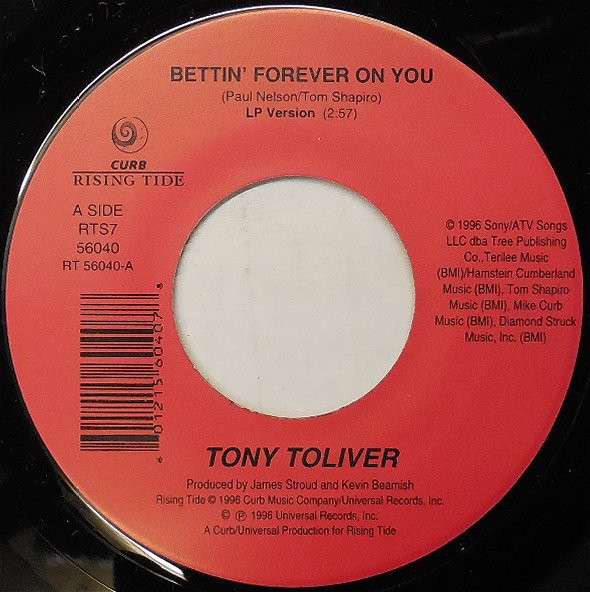 BETTIN' FOREVER ON YOU
(Paul Nelson/Tom Shapiro)
LP Version (2:57)
CURB
RISING TIDE
A SIDE
RTS7
56040
RT 56040-A
6 01215 60407 8
© 1996 Sony/ATV Songs
LLC dba Tree Publishing
Co.,Terilee Music
(BMI)/Hamstein Cumberland
Music (BMI), Tom Shapiro
Music (BMI), Mike Curb
Music (BMI), Diamond Struck
Music, Inc. (BMI)
TONY TOLIVER
Produced by James Stroud and Kevin Beamish
Rising Tide © 1996 Curb Music Company/Universal Records, Inc.
© ℗ 1996 Universal Records, Inc.
A Curb/Universal Production for Rising Tide